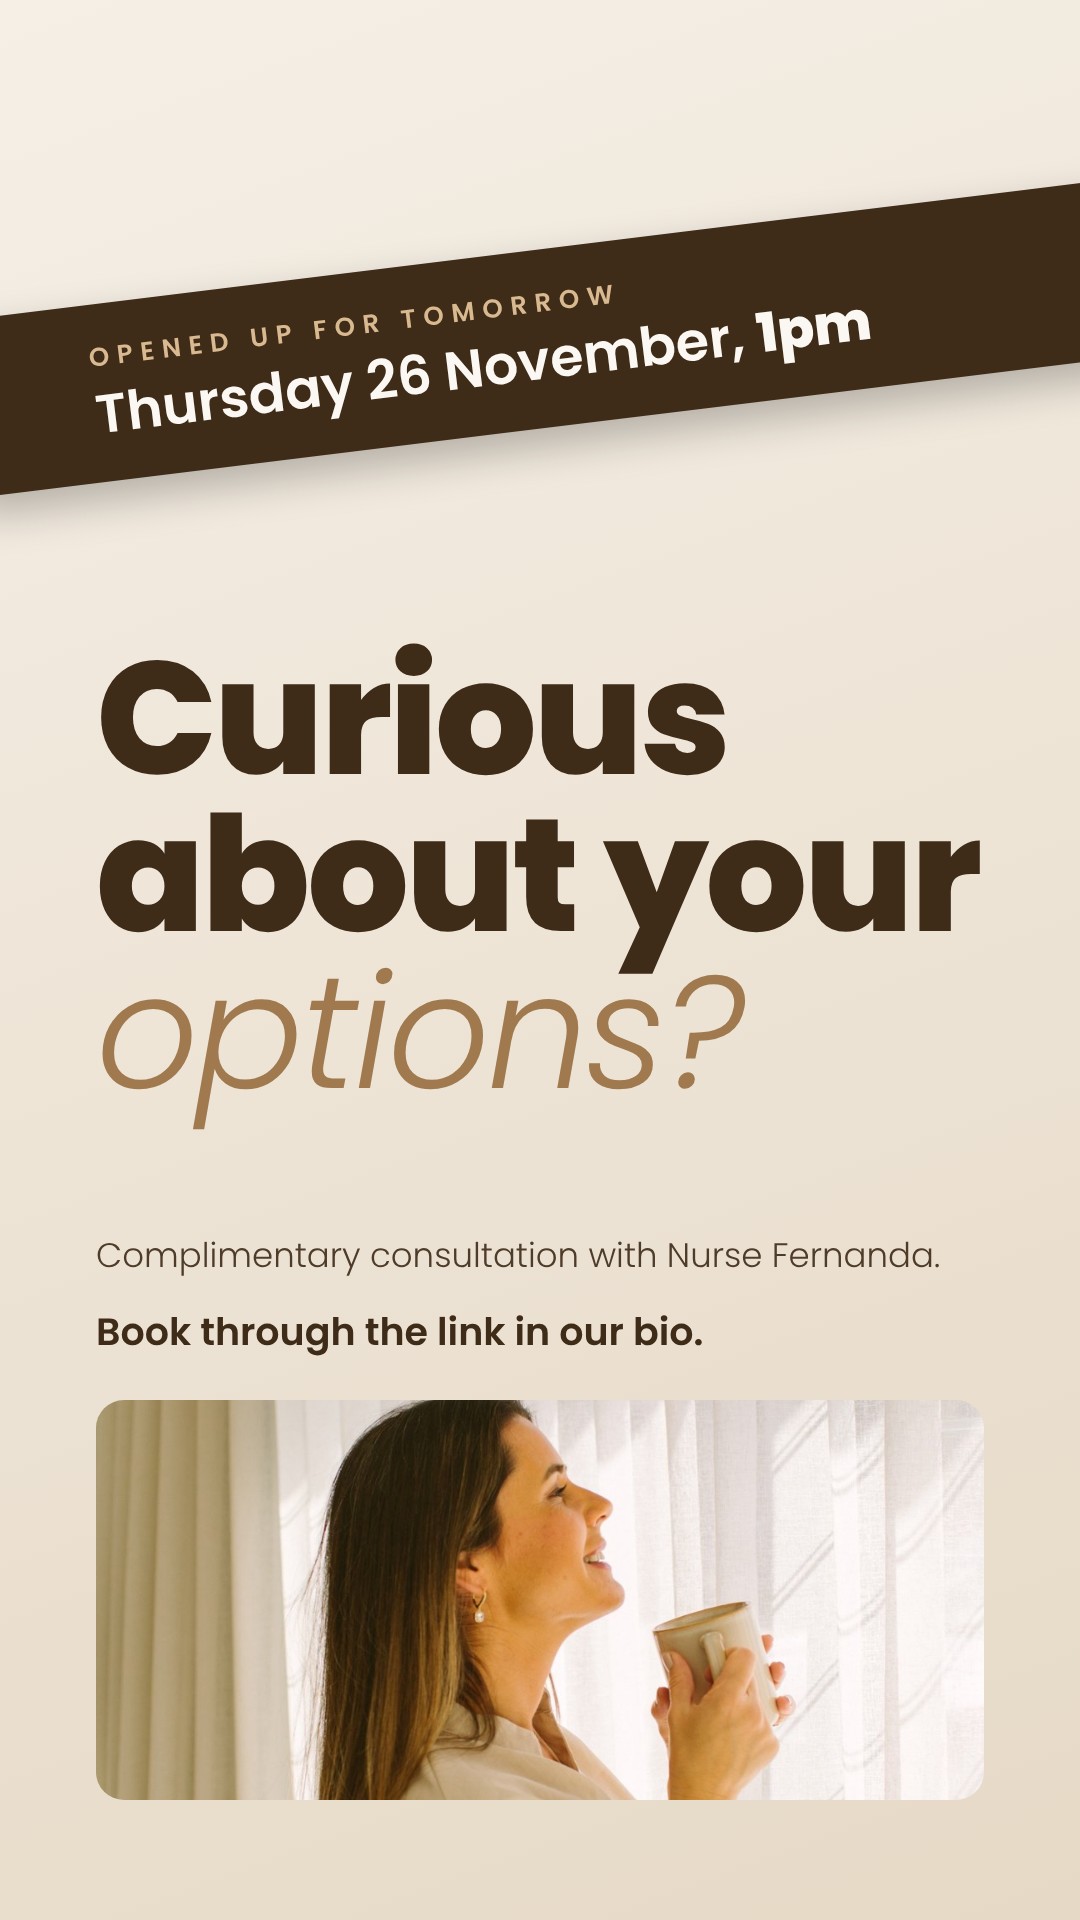 OPENED UP FOR TOMORROW
Thursday 26 November, 1pm
Curious
about your
options?
Complimentary consultation with Nurse Fernanda.
Book through the link in our bio.